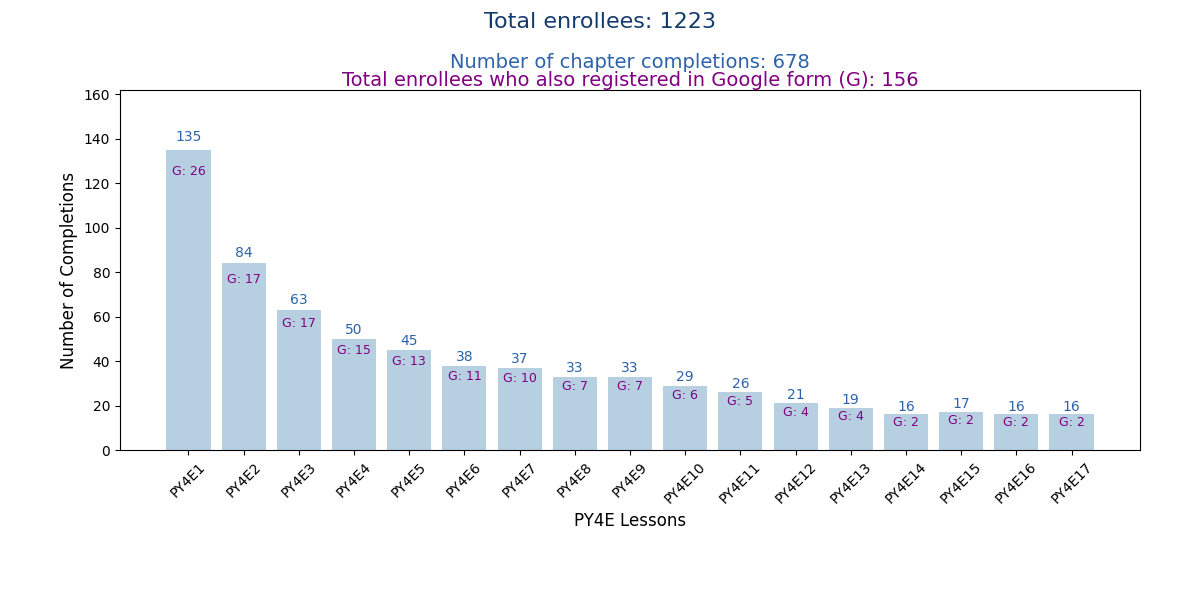 Total enrollees: 1223
Number of chapter completions: 678
Total enrollees who also registered in Google form (G): 156
Number of Completions
160
140
120
100
80
60
40
20
0
135
G: 26
84
G: 17
63
G: 17
50
G: 15
45
G: 13
38
G: 11
37
G: 10
33
G: 7
33
G: 7
29
G: 6
26
G: 5
21
G: 4
19
G: 4
16
G: 2
17
G: 2
16
G: 2
16
G: 2
PY4E1
PY4E2
PY4E3
PY4E4
PY4E5
PY4E6
PY4E7
PY4E8
PY4E9
PY4E10
PY4E11
PY4E12
PY4E13
PY4E14
PY4E15
PY4E16
PY4E17
PY4E Lessons